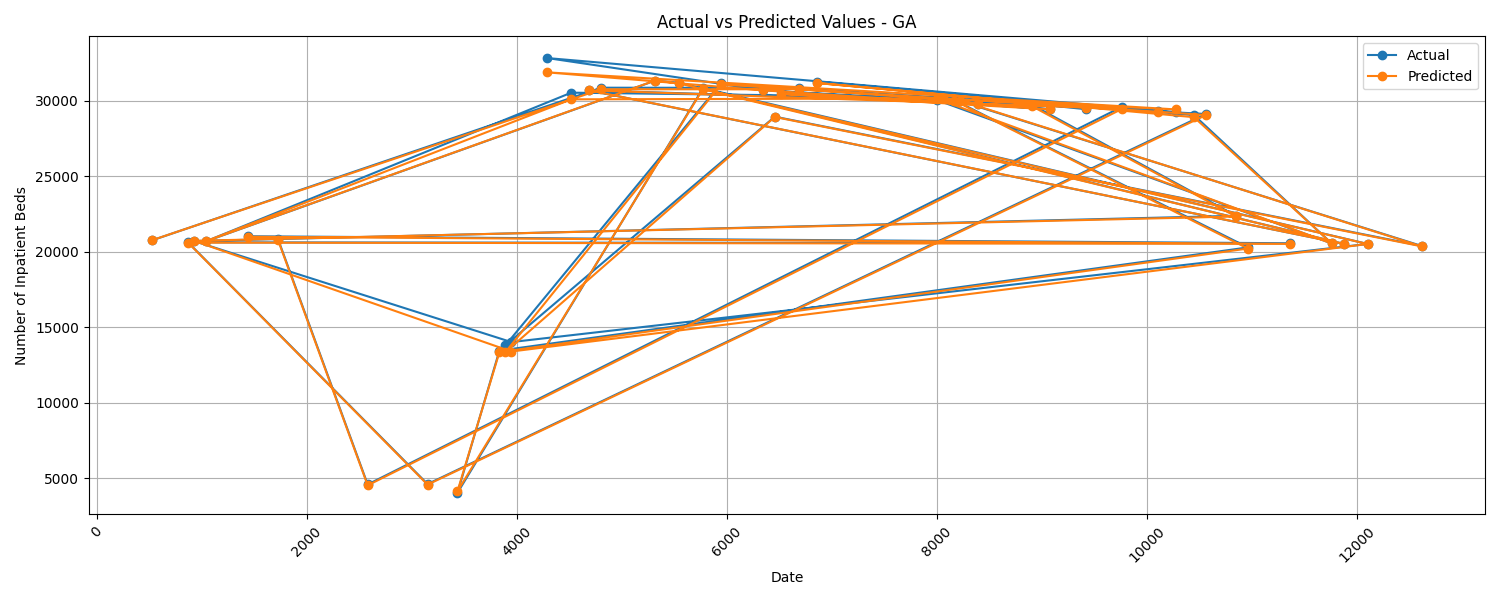 Actual vs Predicted Values - GA
Actual
Predicted
Number of Inpatient Beds
30000
25000
20000
15000
10000
5000
0
2000
4000
6000
8000
10000
12000
Date